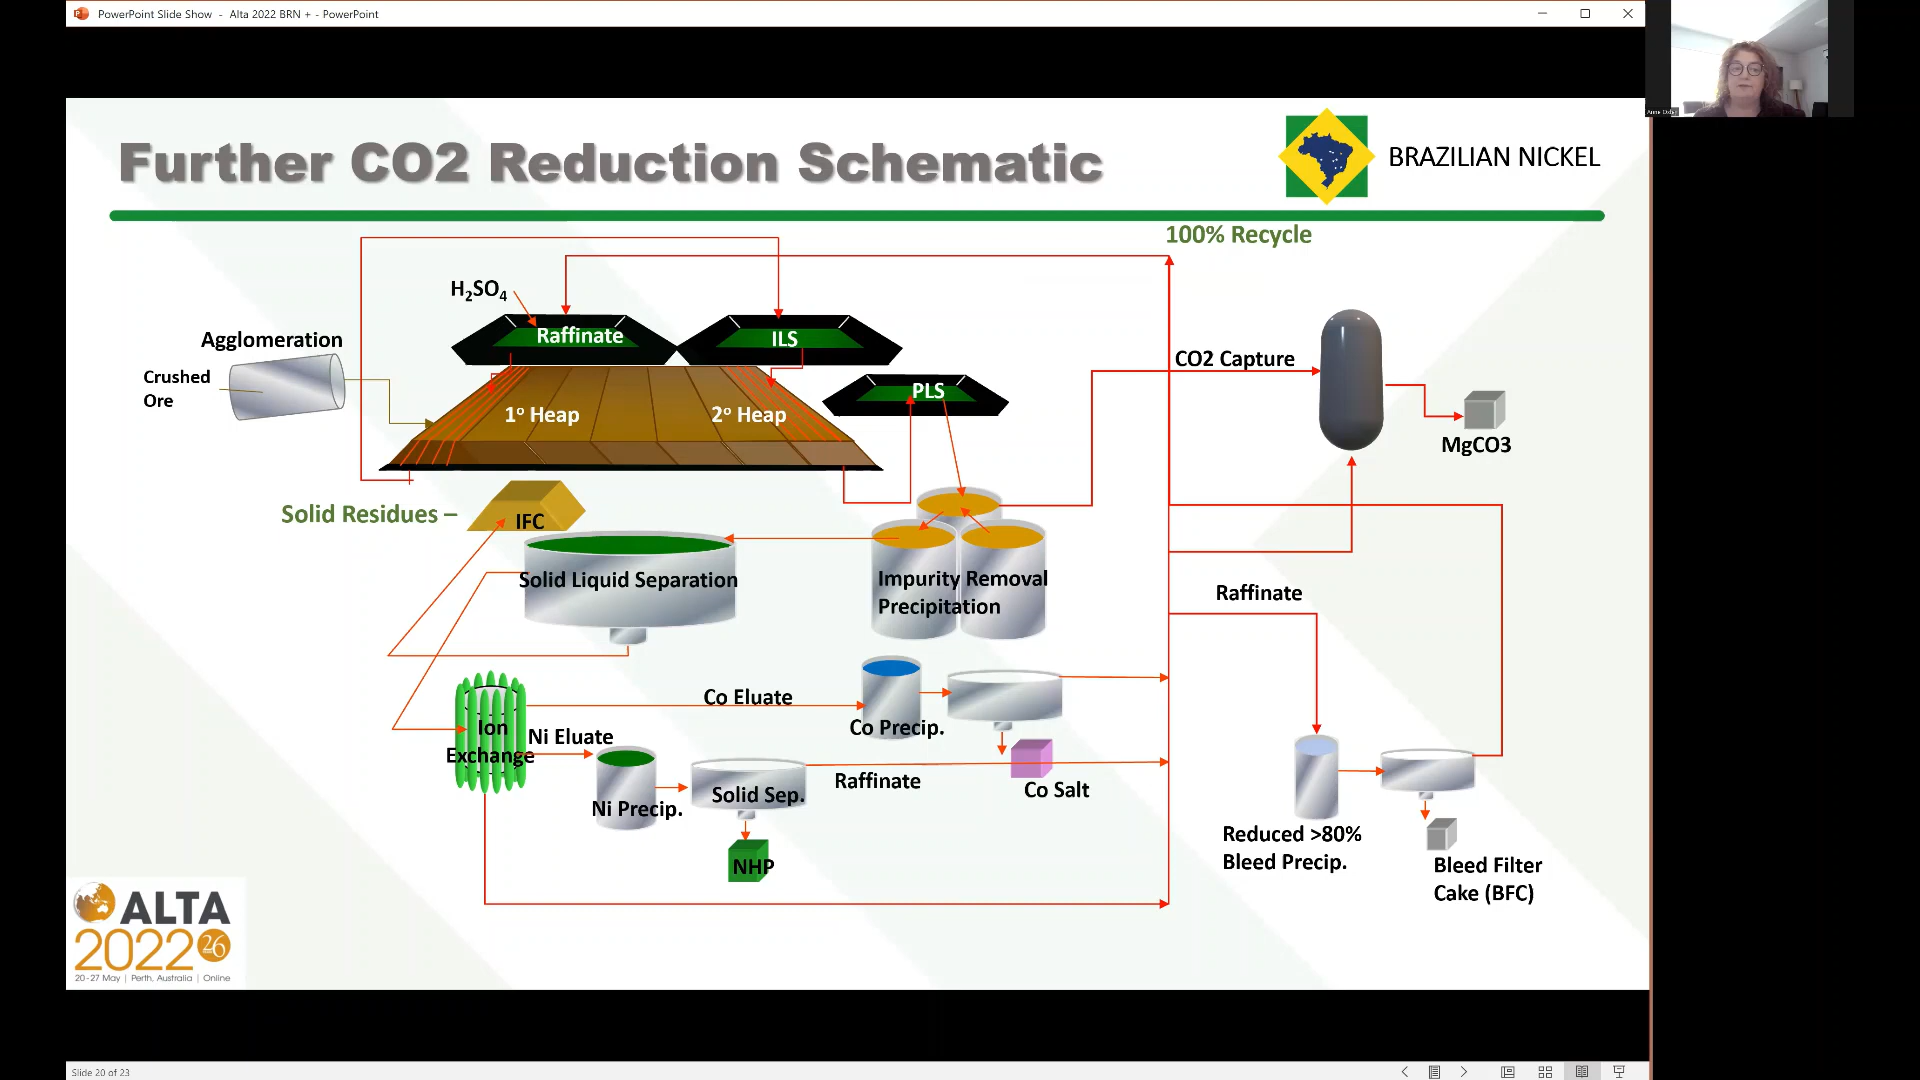 PowerPoint Slide Show - Alta 2022 BRN + - PowerPoint
Further CO2 Reduction Schematic
BRAZILIAN NICKEL
100% Recycle
H2SO4
Raffinate
ILS
Agglomeration
Crushed
Ore
CO2 Capture
PLS
1º Heap
2º Heap
MgCO3
Solid Residues –
IFC
Solid Liquid Separation
Impurity Removal
Precipitation
Raffinate
Co Eluate
Co Precip.
Ion
Exchange
Ni Eluate
Raffinate
Co Salt
Ni Precip.
Solid Sep.
NHP
Reduced >80%
Bleed Precip.
Bleed Filter
Cake (BFC)
ALTA
2022 26
20-27 May | Perth, Australia | Online
Slide 20 of 23